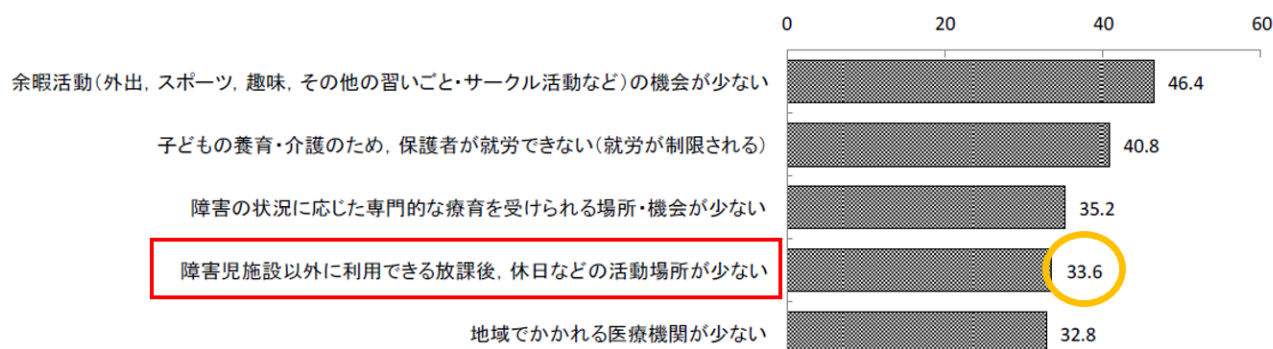 0 20 40 60
余暇活動(外出, スポーツ, 趣味, その他の習いごと・サークル活動など)の機会が少ない 46.4
子どもの養育・介護のため, 保護者が就労できない(就労が制限される) 40.8
障害の状況に応じた専門的な療育を受けられる場所・機会が少ない 35.2
障害児施設以外に利用できる放課後, 休日などの活動場所が少ない 33.6
地域でかかれる医療機関が少ない 32.8